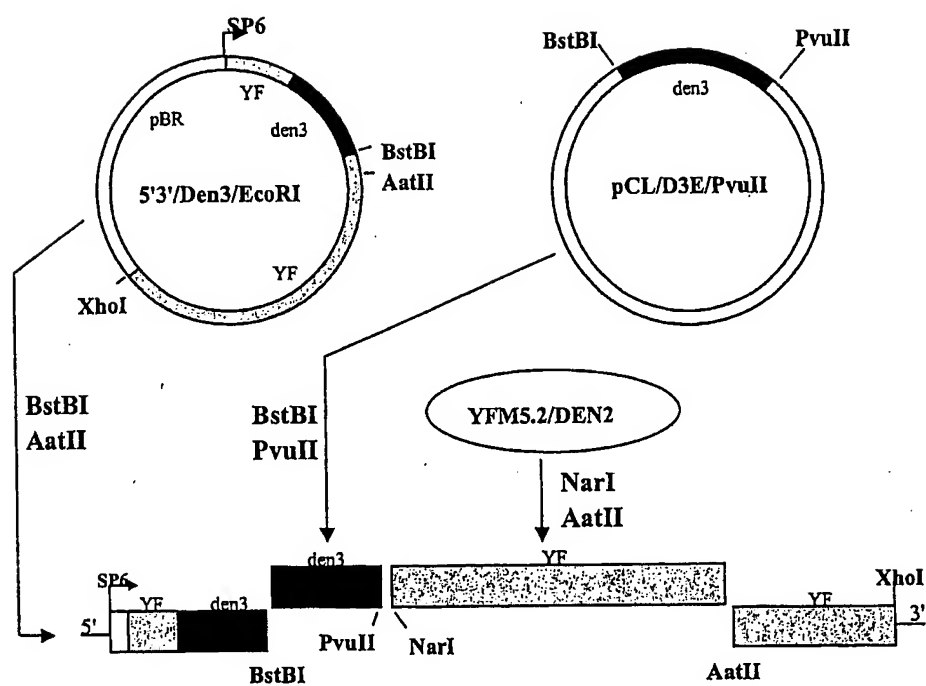 SP6
YF
pBR
den3
BstBI
AatII
5'3'/Den3/EcoRI
YF
XhoI
BstBI
PvuII
den3
pCL/D3E/PvuII
BstBI
AatII
BstBI
PvuII
YFM5.2/DEN2
NarI
AatII
den3
YF
SP6
XhoI
YF
den3
YF
5'
3'
PvuII
NarI
BstBI
AatII